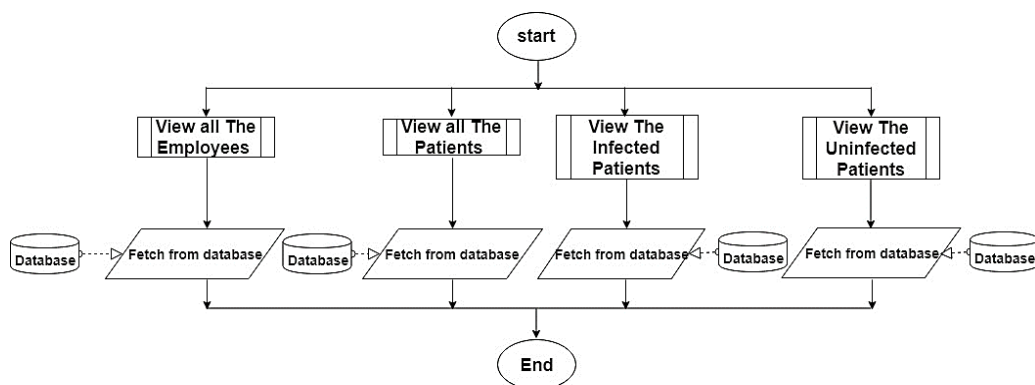 start
View all The
Employees
View all The
Patients
View The
Infected
Patients
View The
Uninfected
Patients
Database
Fetch from database
Database
Fetch from database
Fetch from database
Database
Fetch from database
Database
End